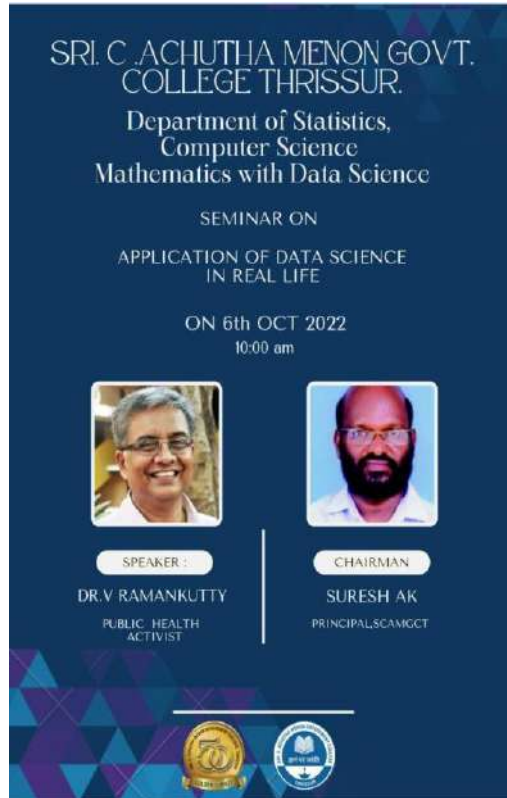 SRI. C .ACHUTHA MENON GOVT.
COLLEGE THRISSUR.
Department of Statistics,
Computer Science
Mathematics with Data Science
SEMINAR ON
APPLICATION OF DATA SCIENCE
IN REAL LIFE
ON 6th OCT 2022
10:00 am
SPEAKER :
DR.V RAMANKUTTY
PUBLIC HEALTH
ACTIVIST
CHAIRMAN
SURESH AK
PRINCIPAL,SCAMGCT
50